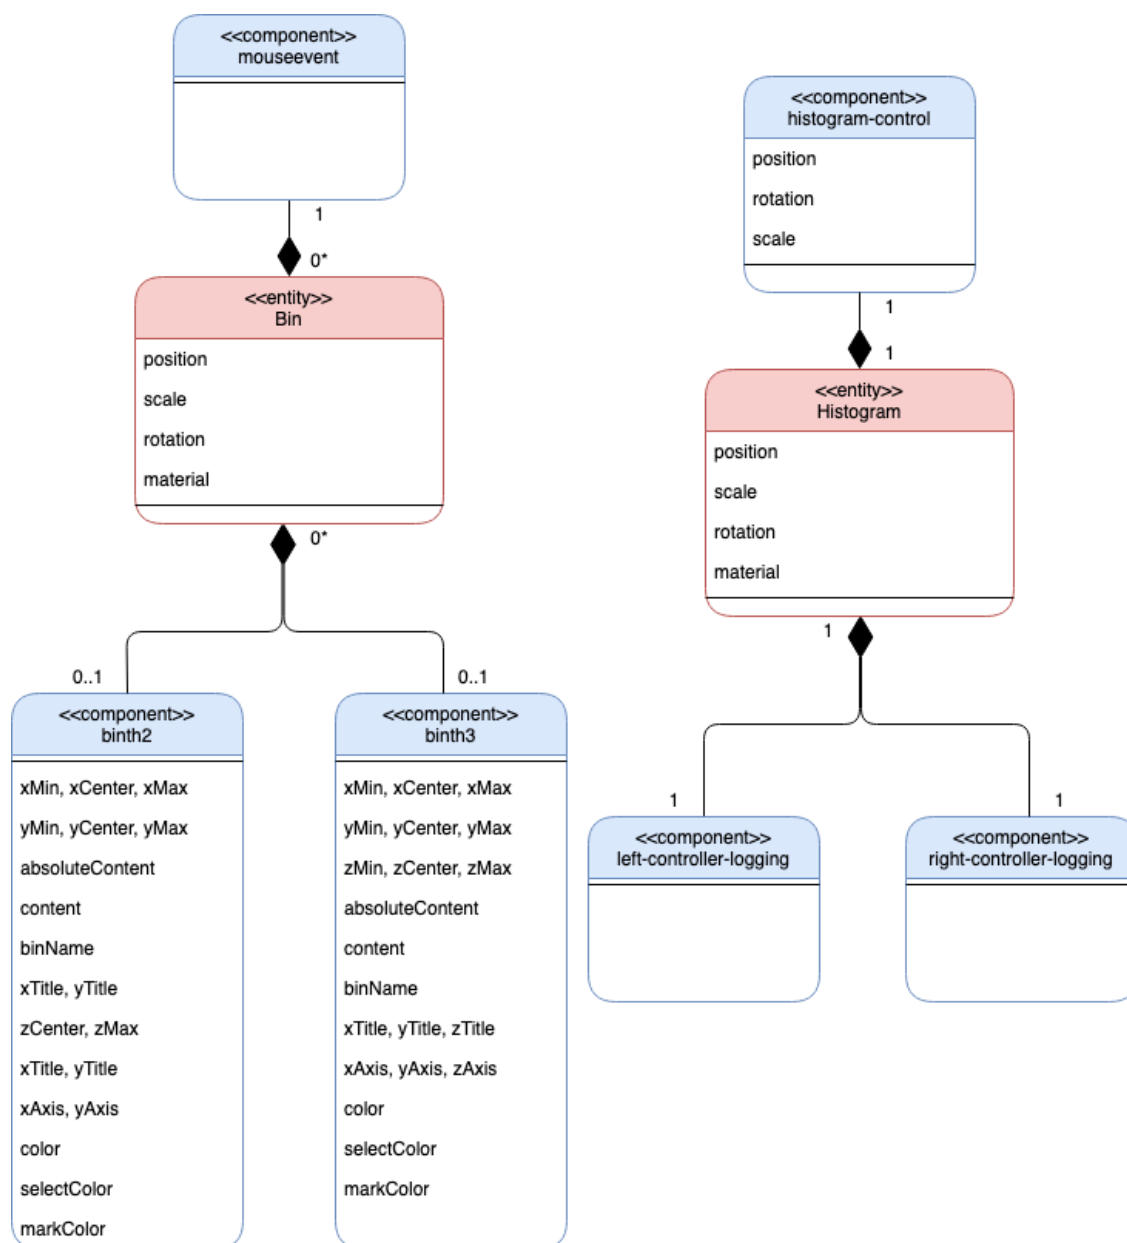 <<component>>
mouseevent
1
0*
<<entity>>
Bin
position
scale
rotation
material
0*
0..1
0..1
<<component>>
binth2
xMin, xCenter, xMax
yMin, yCenter, yMax
absoluteContent
content
binName
xTitle, yTitle
zCenter, zMax
xTitle, yTitle
xAxis, yAxis
color
selectColor
markColor
<<component>>
binth3
xMin, xCenter, xMax
yMin, yCenter, yMax
zMin, zCenter, zMax
absoluteContent
content
binName
xTitle, yTitle, zTitle
xAxis, yAxis, zAxis
color
selectColor
markColor
<<component>>
histogram-control
position
rotation
scale
1
1
<<entity>>
Histogram
position
scale
rotation
material
1
1
1
<<component>>
left-controller-logging
<<component>>
right-controller-logging